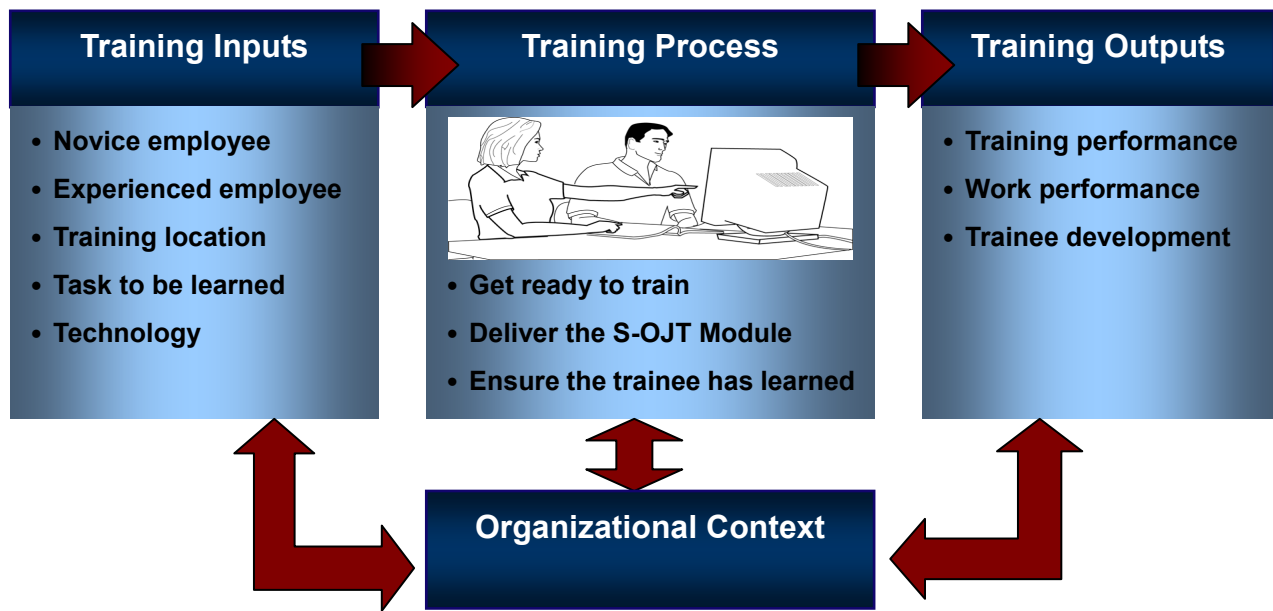 Training Inputs
• Novice employee
• Experienced employee
• Training location
• Task to be learned
• Technology
Training Process
• Get ready to train
• Deliver the S-OJT Module
• Ensure the trainee has learned
Training Outputs
• Training performance
• Work performance
• Trainee development
Organizational Context